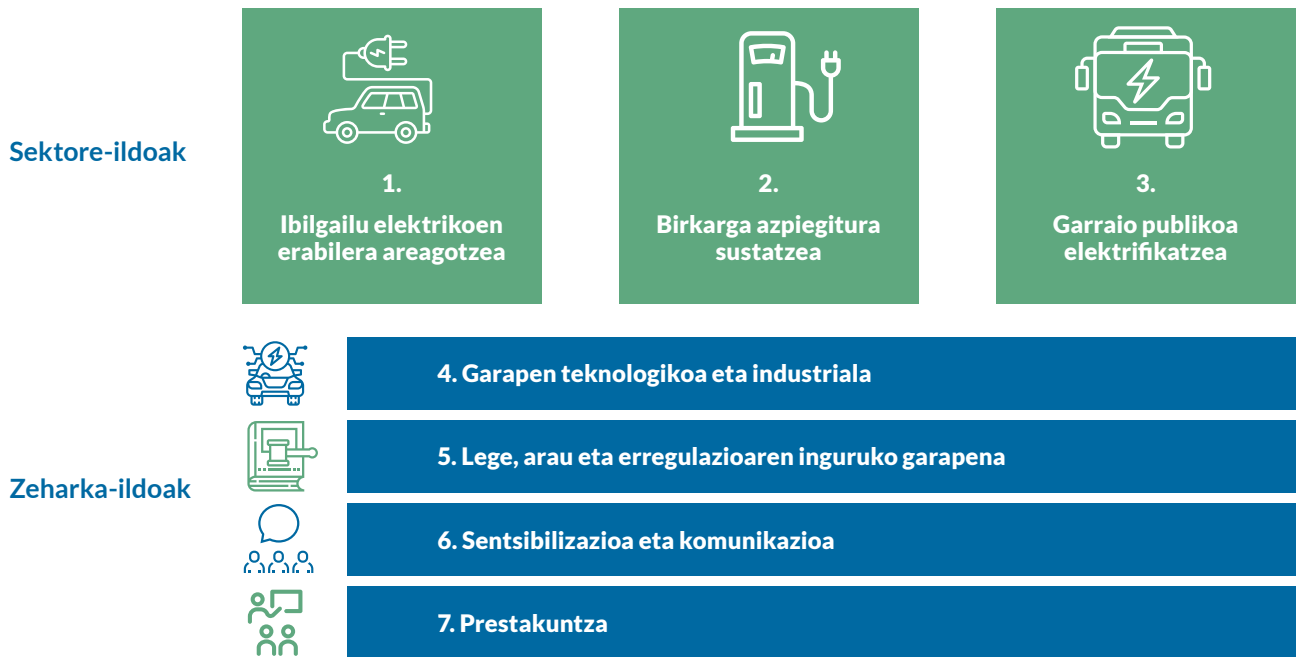 Sektore-ildoak
1.
Ibilgailu elektrikoen
erabilera areagotzea
2.
Birkarga azpiegitura
sustatzea
3.
Garraio publikoa
elektrifikatzea
Zeharka-ildoak
4. Garapen teknologikoa eta industriala
5. Lege, arau eta erregulazioaren inguruko garapena
6. Sentsibilizazioa eta komunikazioa
7. Prestakuntza